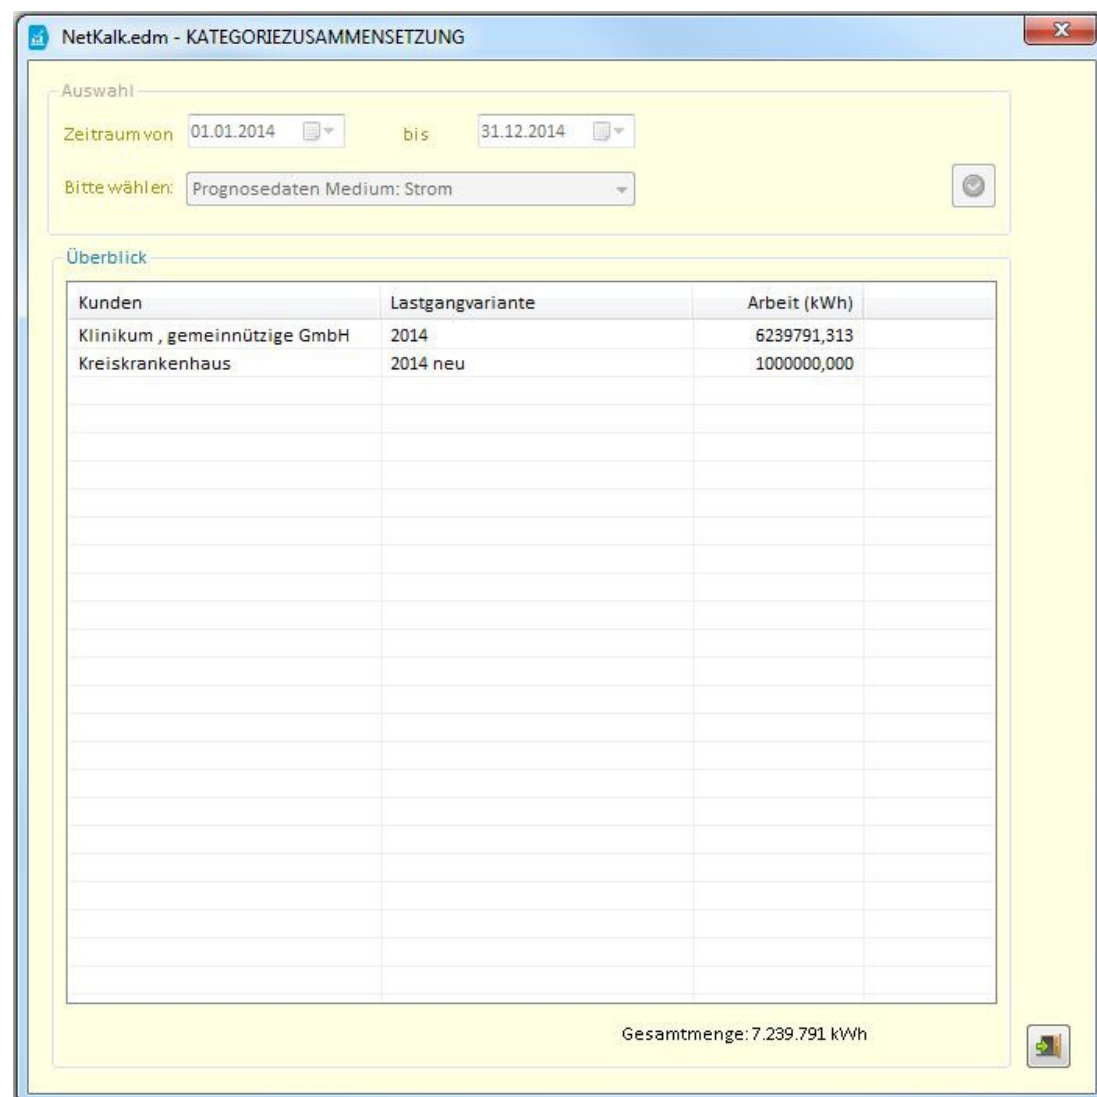 NetKalk.edm - KATEGORIEZUSAMMENSETZUNG
Auswahl
Zeitraum von 01.01.2014 bis 31.12.2014
Bitte wählen: Prognosedaten Medium: Strom
Überblick
Kunden Lastgangvariante Arbeit (kWh)
Klinikum , gemeinnützige GmbH 2014 6239791,313
Kreiskrankenhaus 2014 neu 1000000,000
Gesamtmenge: 7.239.791 kWh